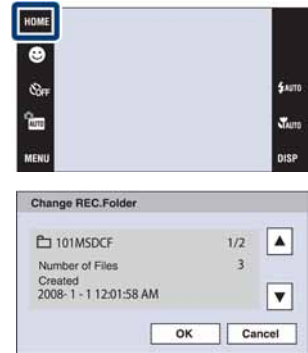 HOME
OFF
AUTO
AUTO
AUTO
MENU
DISP
Change REC.Folder
101MSDCF 1/2
Number of Files 3
Created
2008- 1 - 1 12:01:58 AM
OK Cancel